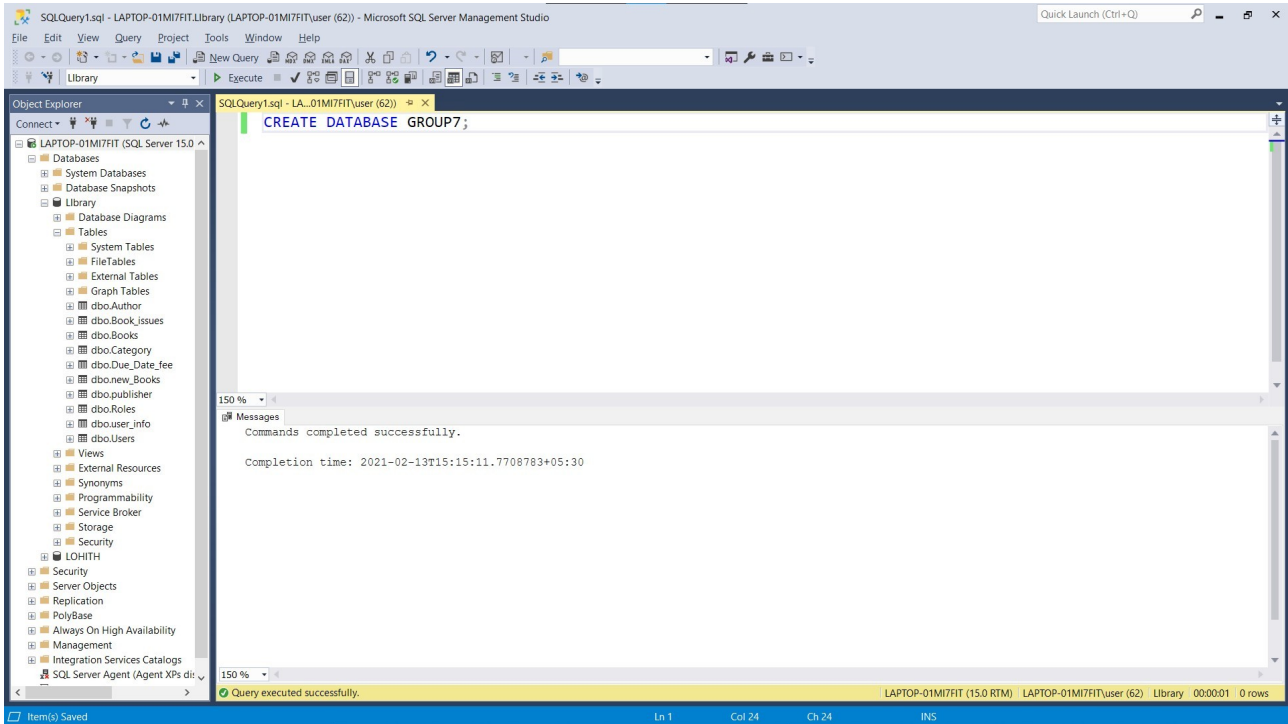 SQLQuery1.sql - LAPTOP-01MI7FIT.LIbrary (LAPTOP-01MI7FIT\user (62)) - Microsoft SQL Server Management Studio
Quick Launch (Ctrl+Q)
File Edit View Query Project Tools Window Help
New Query
LIbrary
Execute
Object Explorer
SQLQuery1.sql - LA...01MI7FIT\user (62))
Connect
CREATE DATABASE GROUP7;
LAPTOP-01MI7FIT (SQL Server 15.0
Databases
System Databases
Database Snapshots
LIbrary
Database Diagrams
Tables
System Tables
FileTables
External Tables
Graph Tables
dbo.Author
dbo.Book_issues
dbo.Books
dbo.Category
dbo.Due_Date_fee
dbo.new_Books
dbo.publisher
dbo.Roles
dbo.user_info
dbo.Users
Views
External Resources
Synonyms
Programmability
Service Broker
Storage
Security
LOHITH
Security
Server Objects
Replication
PolyBase
Always On High Availability
Management
Integration Services Catalogs
SQL Server Agent (Agent XPs dis
150 %
Messages
Commands completed successfully.
Completion time: 2021-02-13T15:15:11.7708783+05:30
150 %
Query executed successfully.
LAPTOP-01MI7FIT (15.0 RTM) LAPTOP-01MI7FIT\user (62) LIbrary 00:00:01 0 rows
Item(s) Saved
Ln 1 Col 24 Ch 24 INS